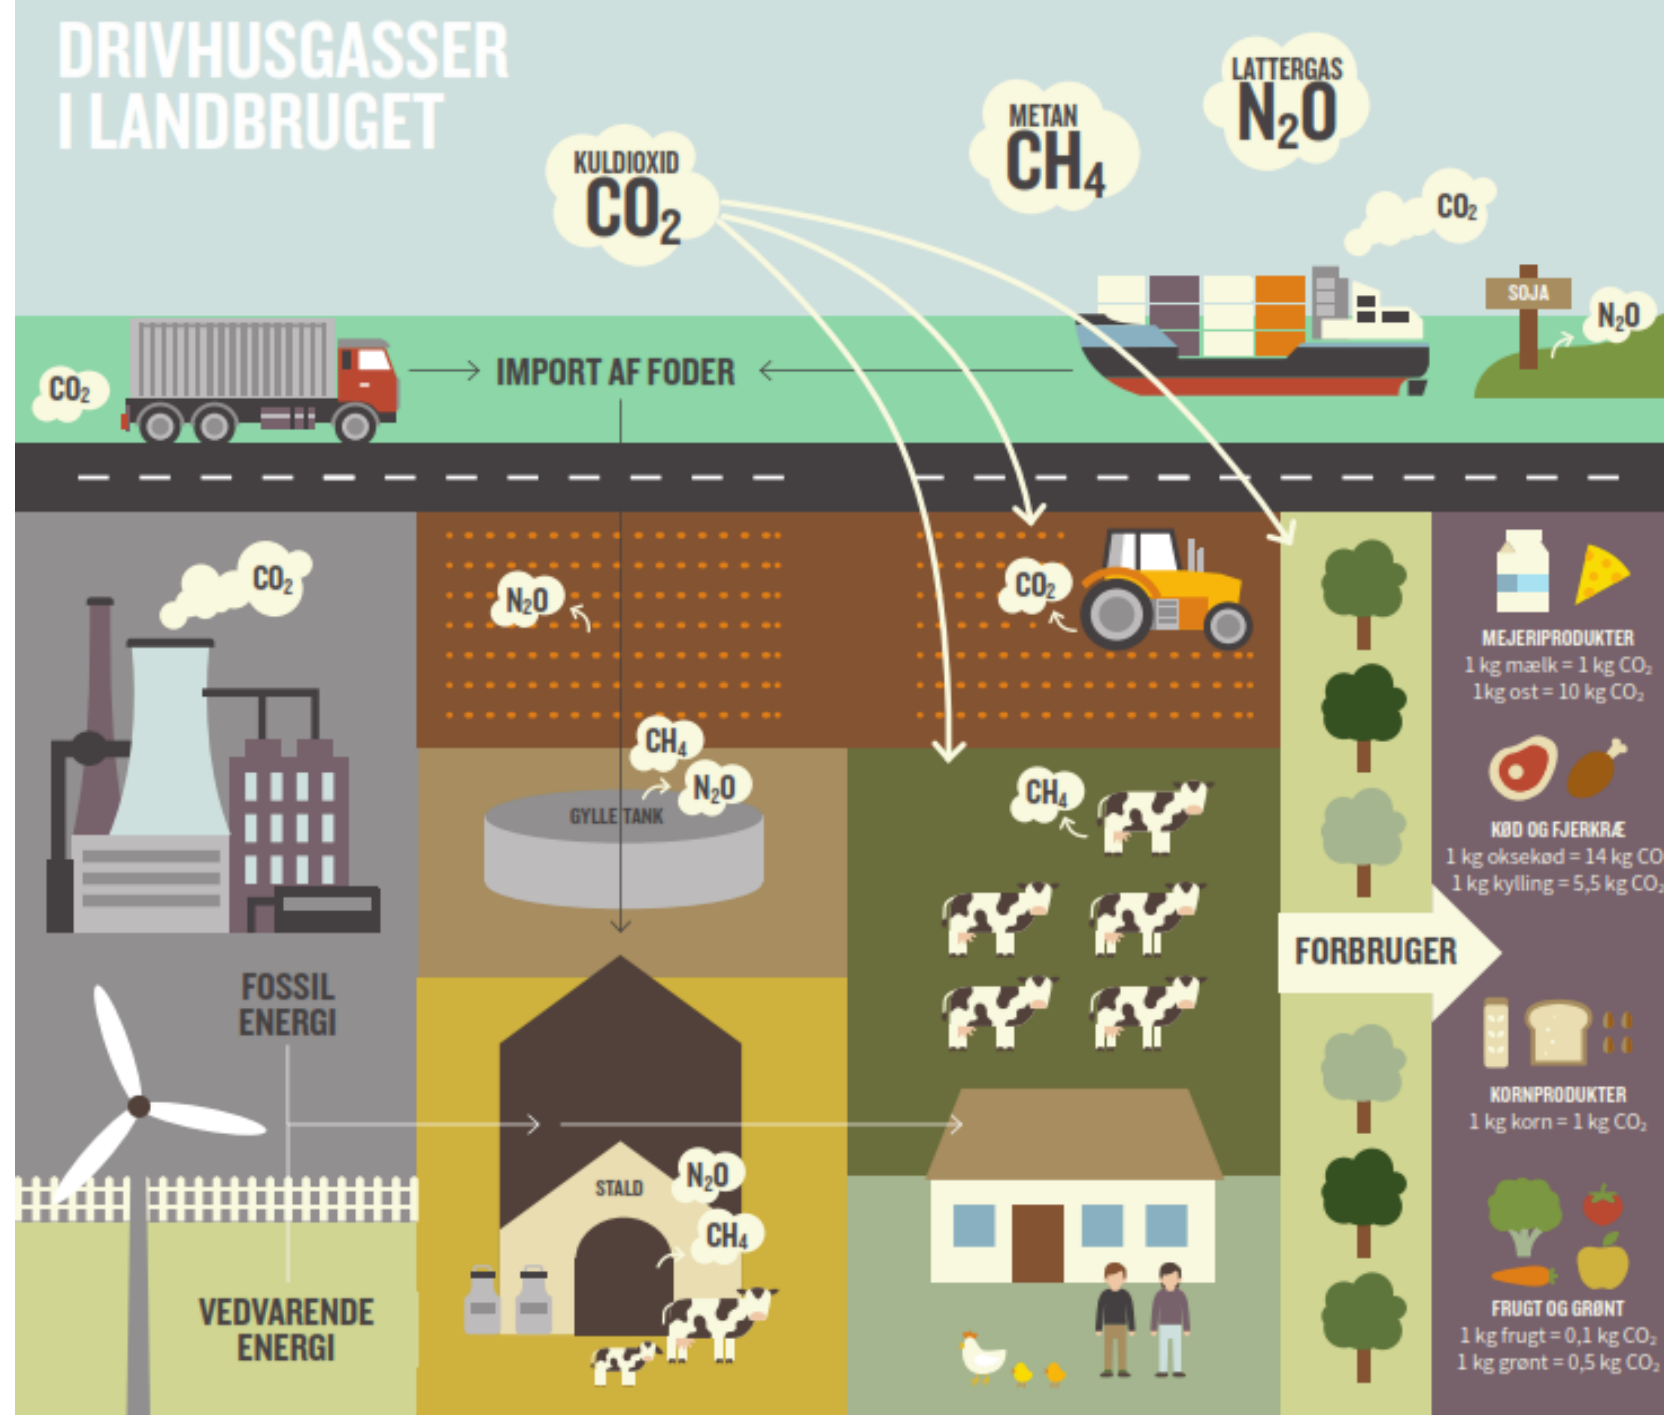 DRIVHUSGASSER
I LANDBRUGET
KULDIOXID
CO₂
METAN
CH₄
LATTERGAS
N₂O
CO₂
SOJA
N₂O
CO₂
IMPORT AF FODER
CO₂
N₂O
CO₂
CH₄
N₂O
GYLLE TANK
CH₄
FOSSIL
ENERGI
VEDVARENDE
ENERGI
STALD
N₂O
CH₄
FORBRUGER
MEJERIPRODUKTER
1 kg mælk = 1 kg CO₂
1kg ost = 10 kg CO₂
KØD OG FJERKRÆ
1 kg oksekød = 14 kg CO
1 kg kylling = 5,5 kg CO₂
KORNPRODUKTER
1 kg korn = 1 kg CO₂
FRUGT OG GRØNT
1 kg frugt = 0,1 kg CO₂
1 kg grønt = 0,5 kg CO₂